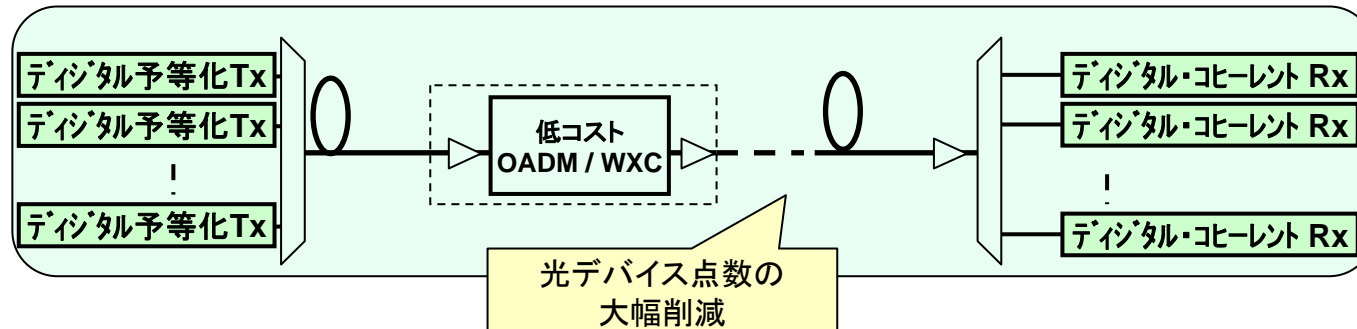 ディジタル予等化Tx
ディジタル予等化Tx
ディジタル予等化Tx
低コスト
OADM / WXC
ディジタル・コヒーレント Rx
ディジタル・コヒーレント Rx
ディジタル・コヒーレント Rx
光デバイス点数の
大幅削減